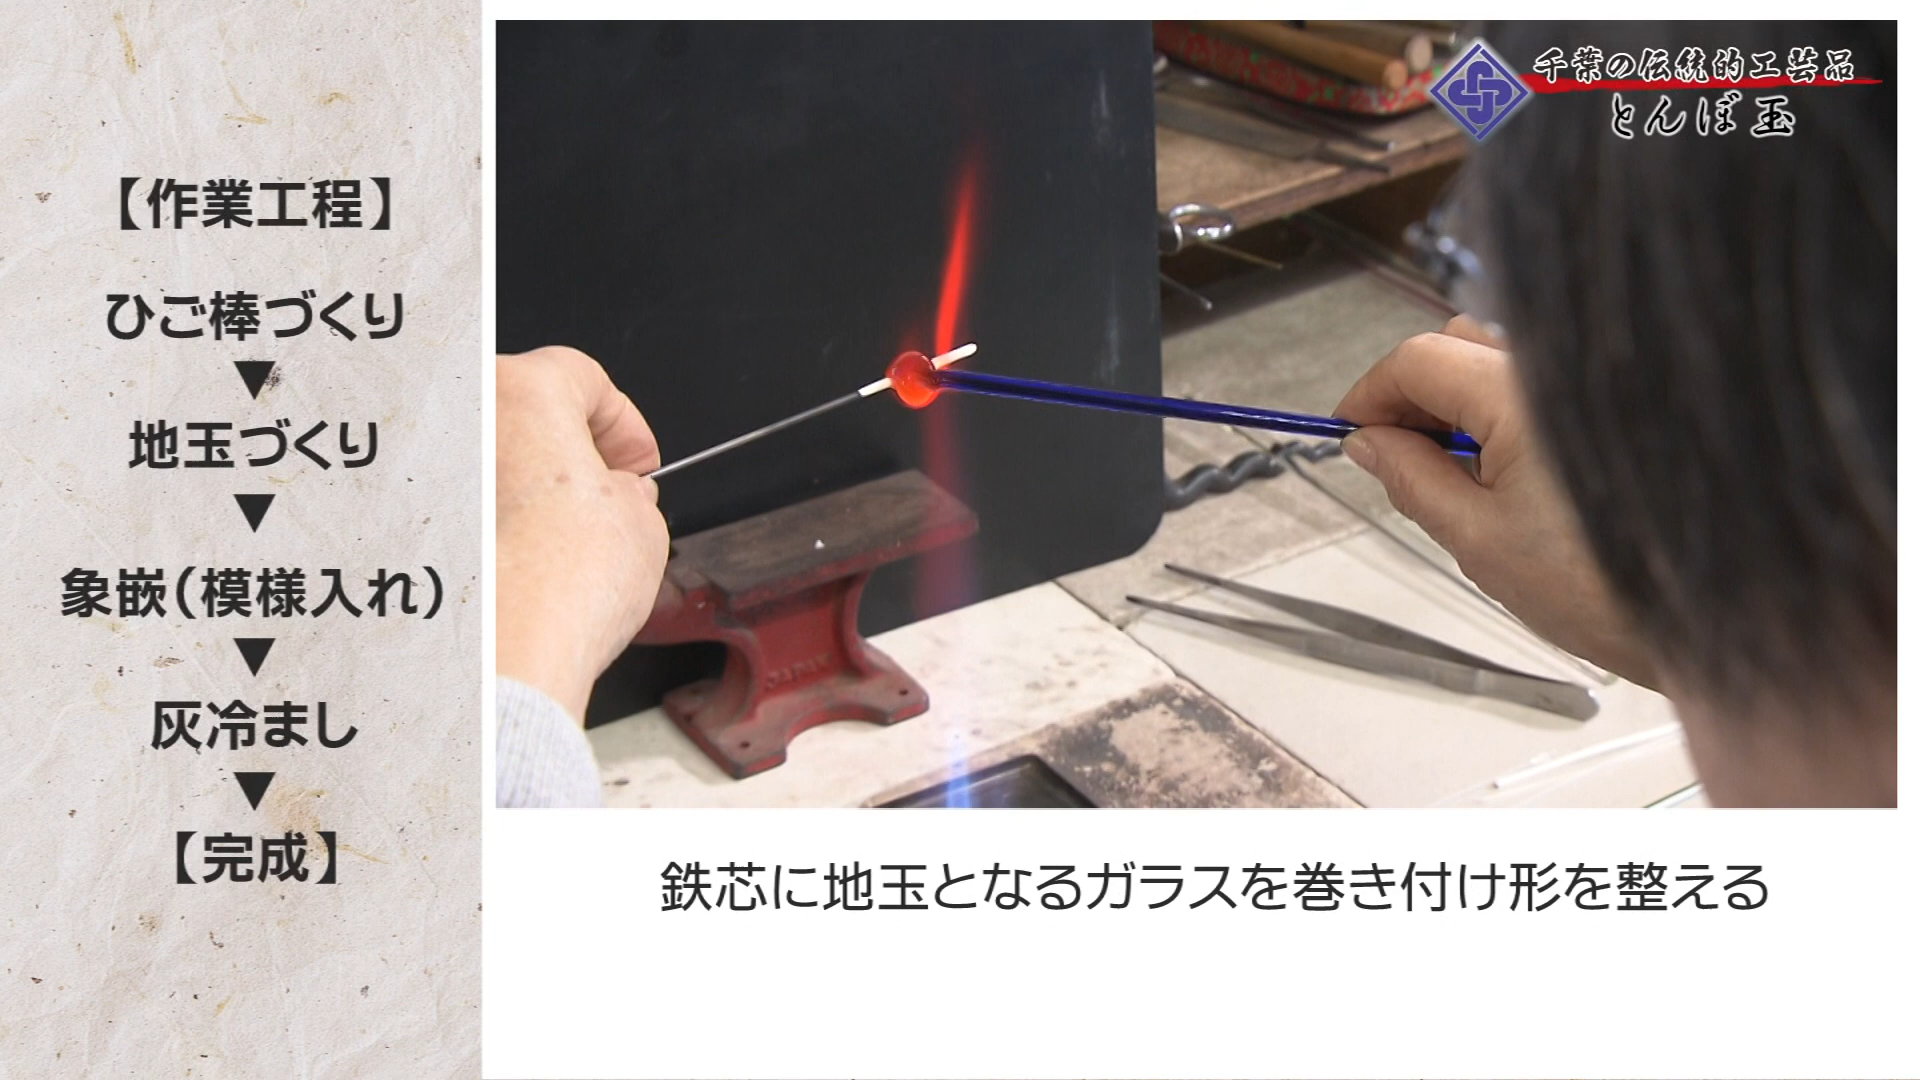 【作業工程】
ひご棒づくり
▼
地玉づくり
▼
象嵌(模様入れ)
▼
灰冷まし
▼
【完成】
千葉の伝統的工芸品
とんぼ玉
JAPAN
鉄芯に地玉となるガラスを巻き付け形を整える